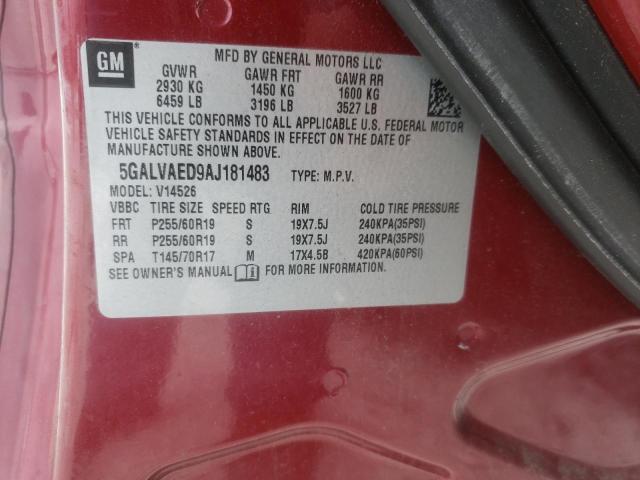 GM
MFD BY GENERAL MOTORS LLC
GVWR GAWR FRT GAWR RR
2930 KG 1450 KG 1600 KG
6459 LB 3196 LB 3527 LB
THIS VEHICLE CONFORMS TO ALL APPLICABLE U.S. FEDERAL MOTOR
VEHICLE SAFETY STANDARDS IN EFFECT ON THE DATE OF
MANUFACTURE SHOWN ABOVE.
5GALVAED9AJ181483 TYPE: M.P.V.
MODEL: V14526
VBBC TIRE SIZE SPEED RTG RIM COLD TIRE PRESSURE
FRT P255/60R19 S 19X7.5J 240KPA(35PSI)
RR P255/60R19 S 19X7.5J 240KPA(35PSI)
SPA T145/70R17 M 17X4.5B 420KPA(60PSI)
SEE OWNER'S MANUAL